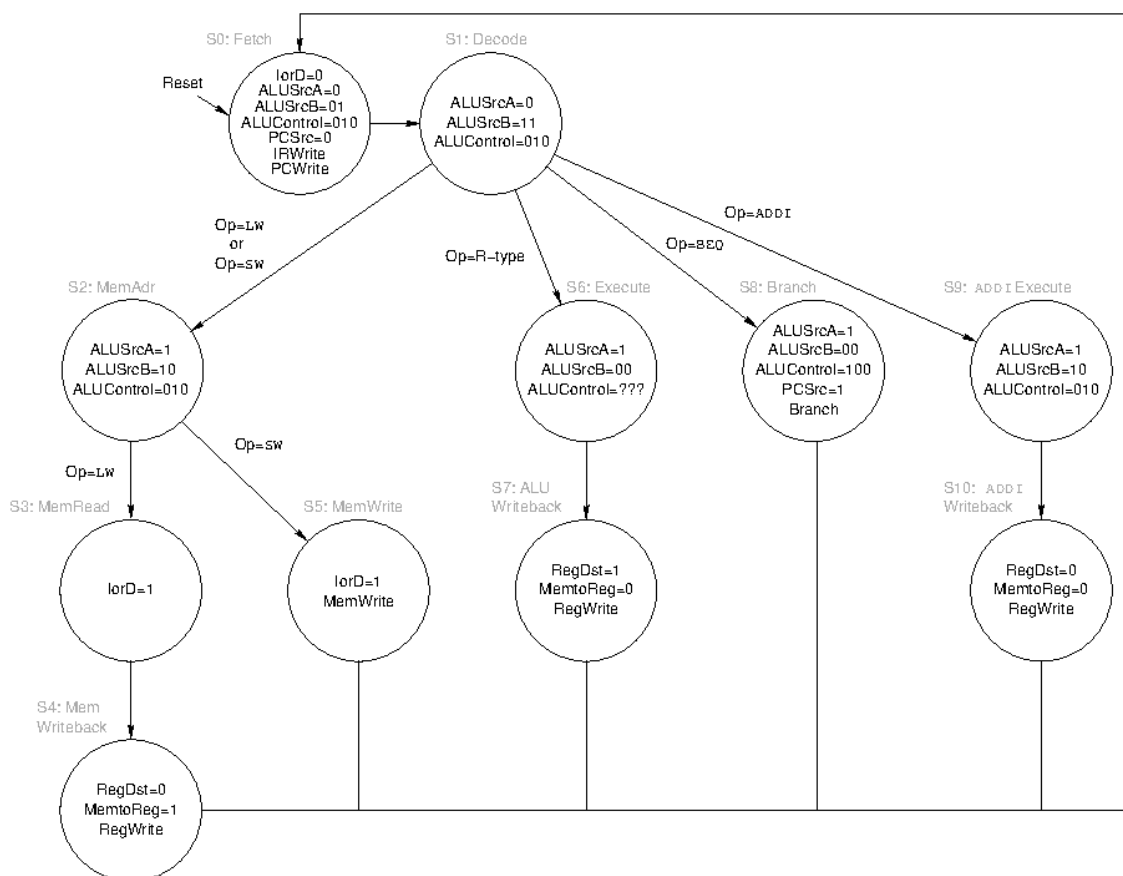 S0: Fetch
S1: Decode
Reset
IorD=0
ALUSrcA=0
ALUSrcB=01
ALUControl=010
PCSrc=0
IRWrite
PCWrite
ALUSrcA=0
ALUSrcB=11
ALUControl=010
Op=LW
or
Op=SW
Op=R-type
Op=BEQ
Op=ADDI
S2: MemAdr
S6: Execute
S8: Branch
S9: ADDI Execute
ALUSrcA=1
ALUSrcB=10
ALUControl=010
ALUSrcA=1
ALUSrcB=00
ALUControl=???
ALUSrcA=1
ALUSrcB=00
ALUControl=100
PCSrc=1
Branch
ALUSrcA=1
ALUSrcB=10
ALUControl=010
Op=LW
Op=SW
S3: MemRead
S5: MemWrite
S7: ALU
Writeback
S10: ADDI
Writeback
IorD=1
IorD=1
MemWrite
RegDst=1
MemtoReg=0
RegWrite
RegDst=0
MemtoReg=0
RegWrite
S4: Mem
Writeback
RegDst=0
MemtoReg=1
RegWrite